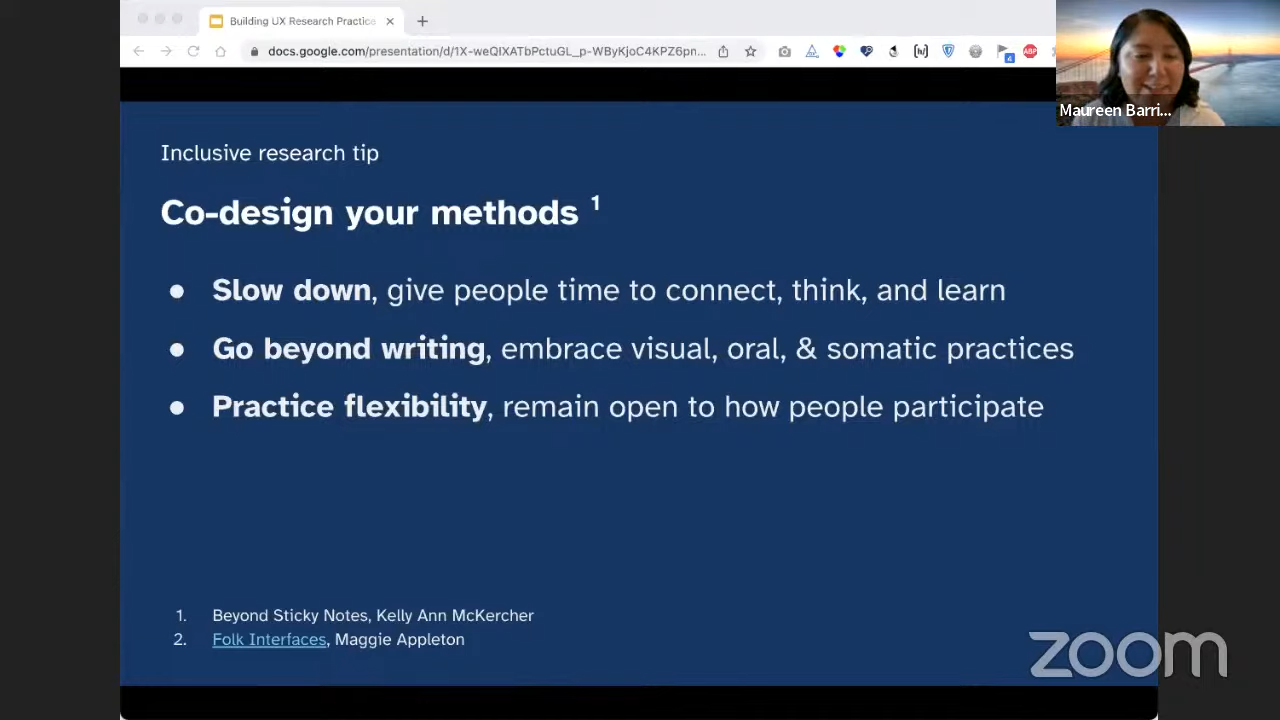 Building UX Research Practice
docs.google.com/presentation/d/1X-weQIXATbPctuGL_p-WByKjoC4KPZ6pn...
ABP
Maureen Barri...
Inclusive research tip
Co-design your methods 1
● Slow down, give people time to connect, think, and learn
● Go beyond writing, embrace visual, oral, & somatic practices
● Practice flexibility, remain open to how people participate
1. Beyond Sticky Notes, Kelly Ann McKercher
2. Folk Interfaces, Maggie Appleton
zoom